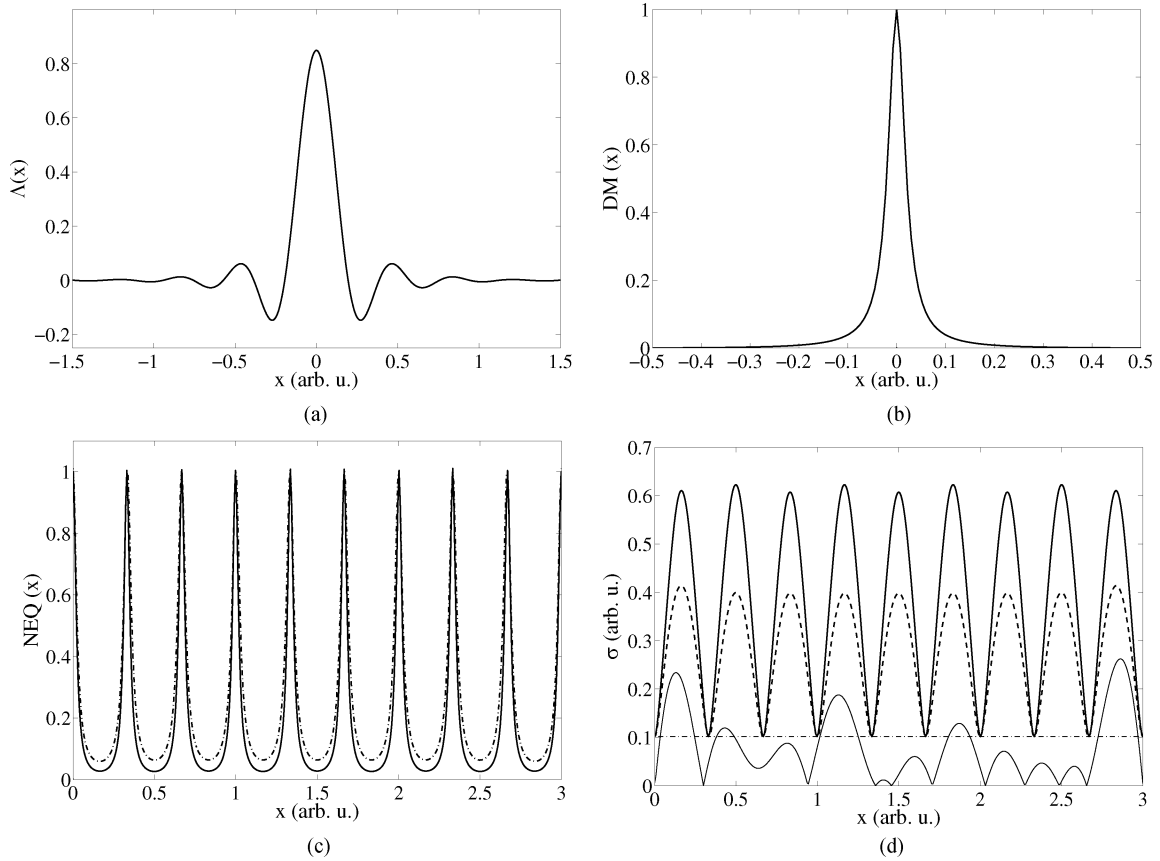 0.8
0.6
0.4
0.2
0
−0.2
Λ(x)
−1.5 −1 −0.5 0 0.5 1 1.5
x (arb. u.)
(a)
1
0.8
0.6
0.4
0.2
0
DM (x)
−0.5 −0.4 −0.3 −0.2 −0.1 0 0.1 0.2 0.3 0.4 0.5
x (arb. u.)
(b)
1
0.8
0.6
0.4
0.2
0
NEQ (x)
0 0.5 1 1.5 2 2.5 3
x (arb. u.)
(c)
0.7
0.6
0.5
0.4
0.3
0.2
0.1
0
σ (arb. u.)
0 0.5 1 1.5 2 2.5 3
x (arb. u.)
(d)